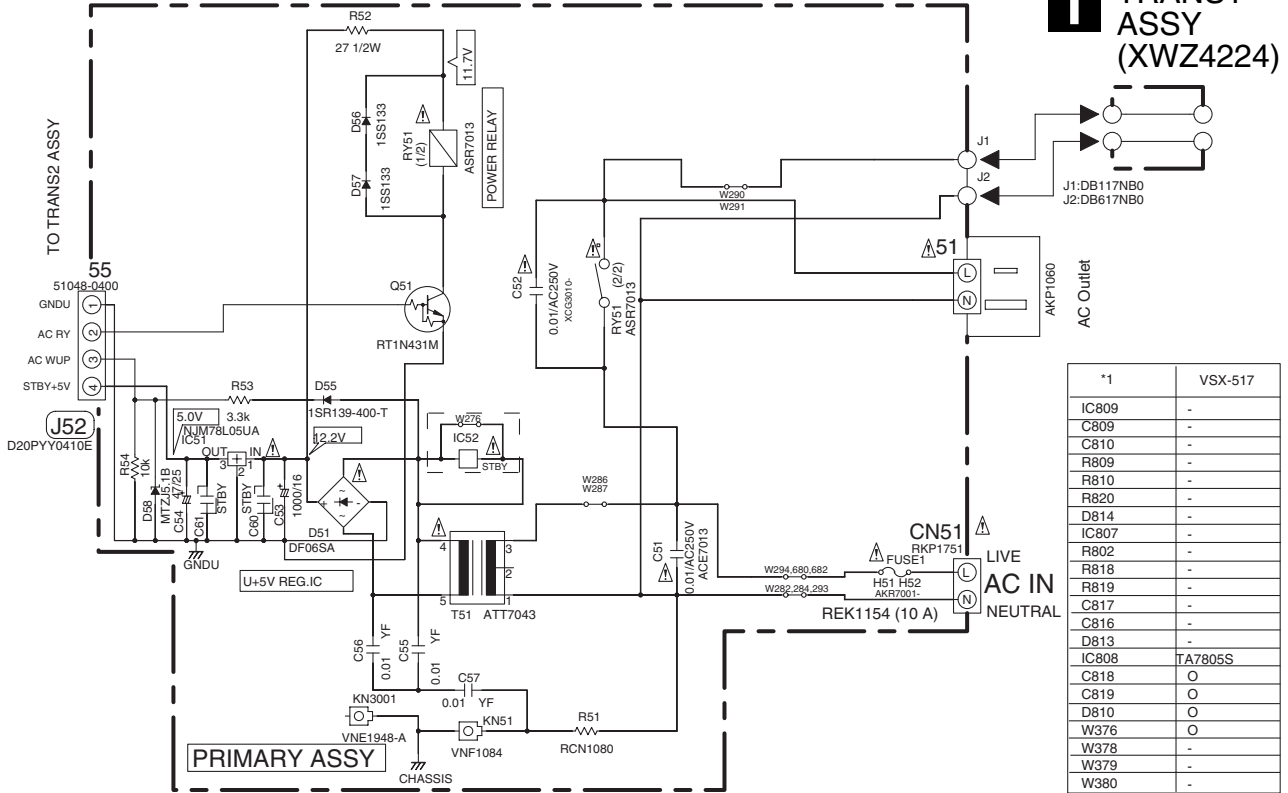 R52
27 1/2W
11.7V
TRANS1
ASSY
(XWZ4224)
TO TRANS2 ASSY
D56
1SS133
D57
1SS133
RY51
(1/2)
ASR7013
POWER RELAY
J1
J2
J1:DB117NB0
J2:DB617NB0
W290
W291
55
51048-0400
GNDU 1
AC RY 2
AC WUP 3
STBY+5V 4
J52
D20PYY0410E
Q51
RT1N431M
C52
0.01/AC250V
XCG3010-
RY51 (2/2)
ASR7013
51
L
N
AKP1060
AC Outlet
R53
3.3k
D55
1SR139-400-T
5.0V
NJM78L05UA
IC51
OUT IN
3 2 1
12.2V
W276
IC52
STBY
R54
10k
D58
MTZJ5.1B
C54
47/25
C61
STBY
C60
STBY
C53
1000/16
+ -
~
~
D51
DF06SA
GNDU
U+5V REG.IC
W286
W287
4 3
2
5 1
T51 ATT7043
C51
0.01/AC250V
ACE7013
W294,680,682
W282,284,293
FUSE1
H51 H52
AKR7001-
REK1154 (10 A)
CN51
RKP1751
L LIVE
AC IN
N NEUTRAL
C56
0.01 YF
C55
0.01 YF
C57
0.01 YF
KN3001
VNE1948-A
KN51
VNF1084
R51
RCN1080
CHASSIS
PRIMARY ASSY
*1 VSX-517
IC809 -
C809 -
C810 -
R809 -
R810 -
R820 -
D814 -
IC807 -
R802 -
R818 -
R819 -
C817 -
C816 -
D813 -
IC808 TA7805S
C818 O
C819 O
D810 O
W376 O
W378 -
W379 -
W380 -